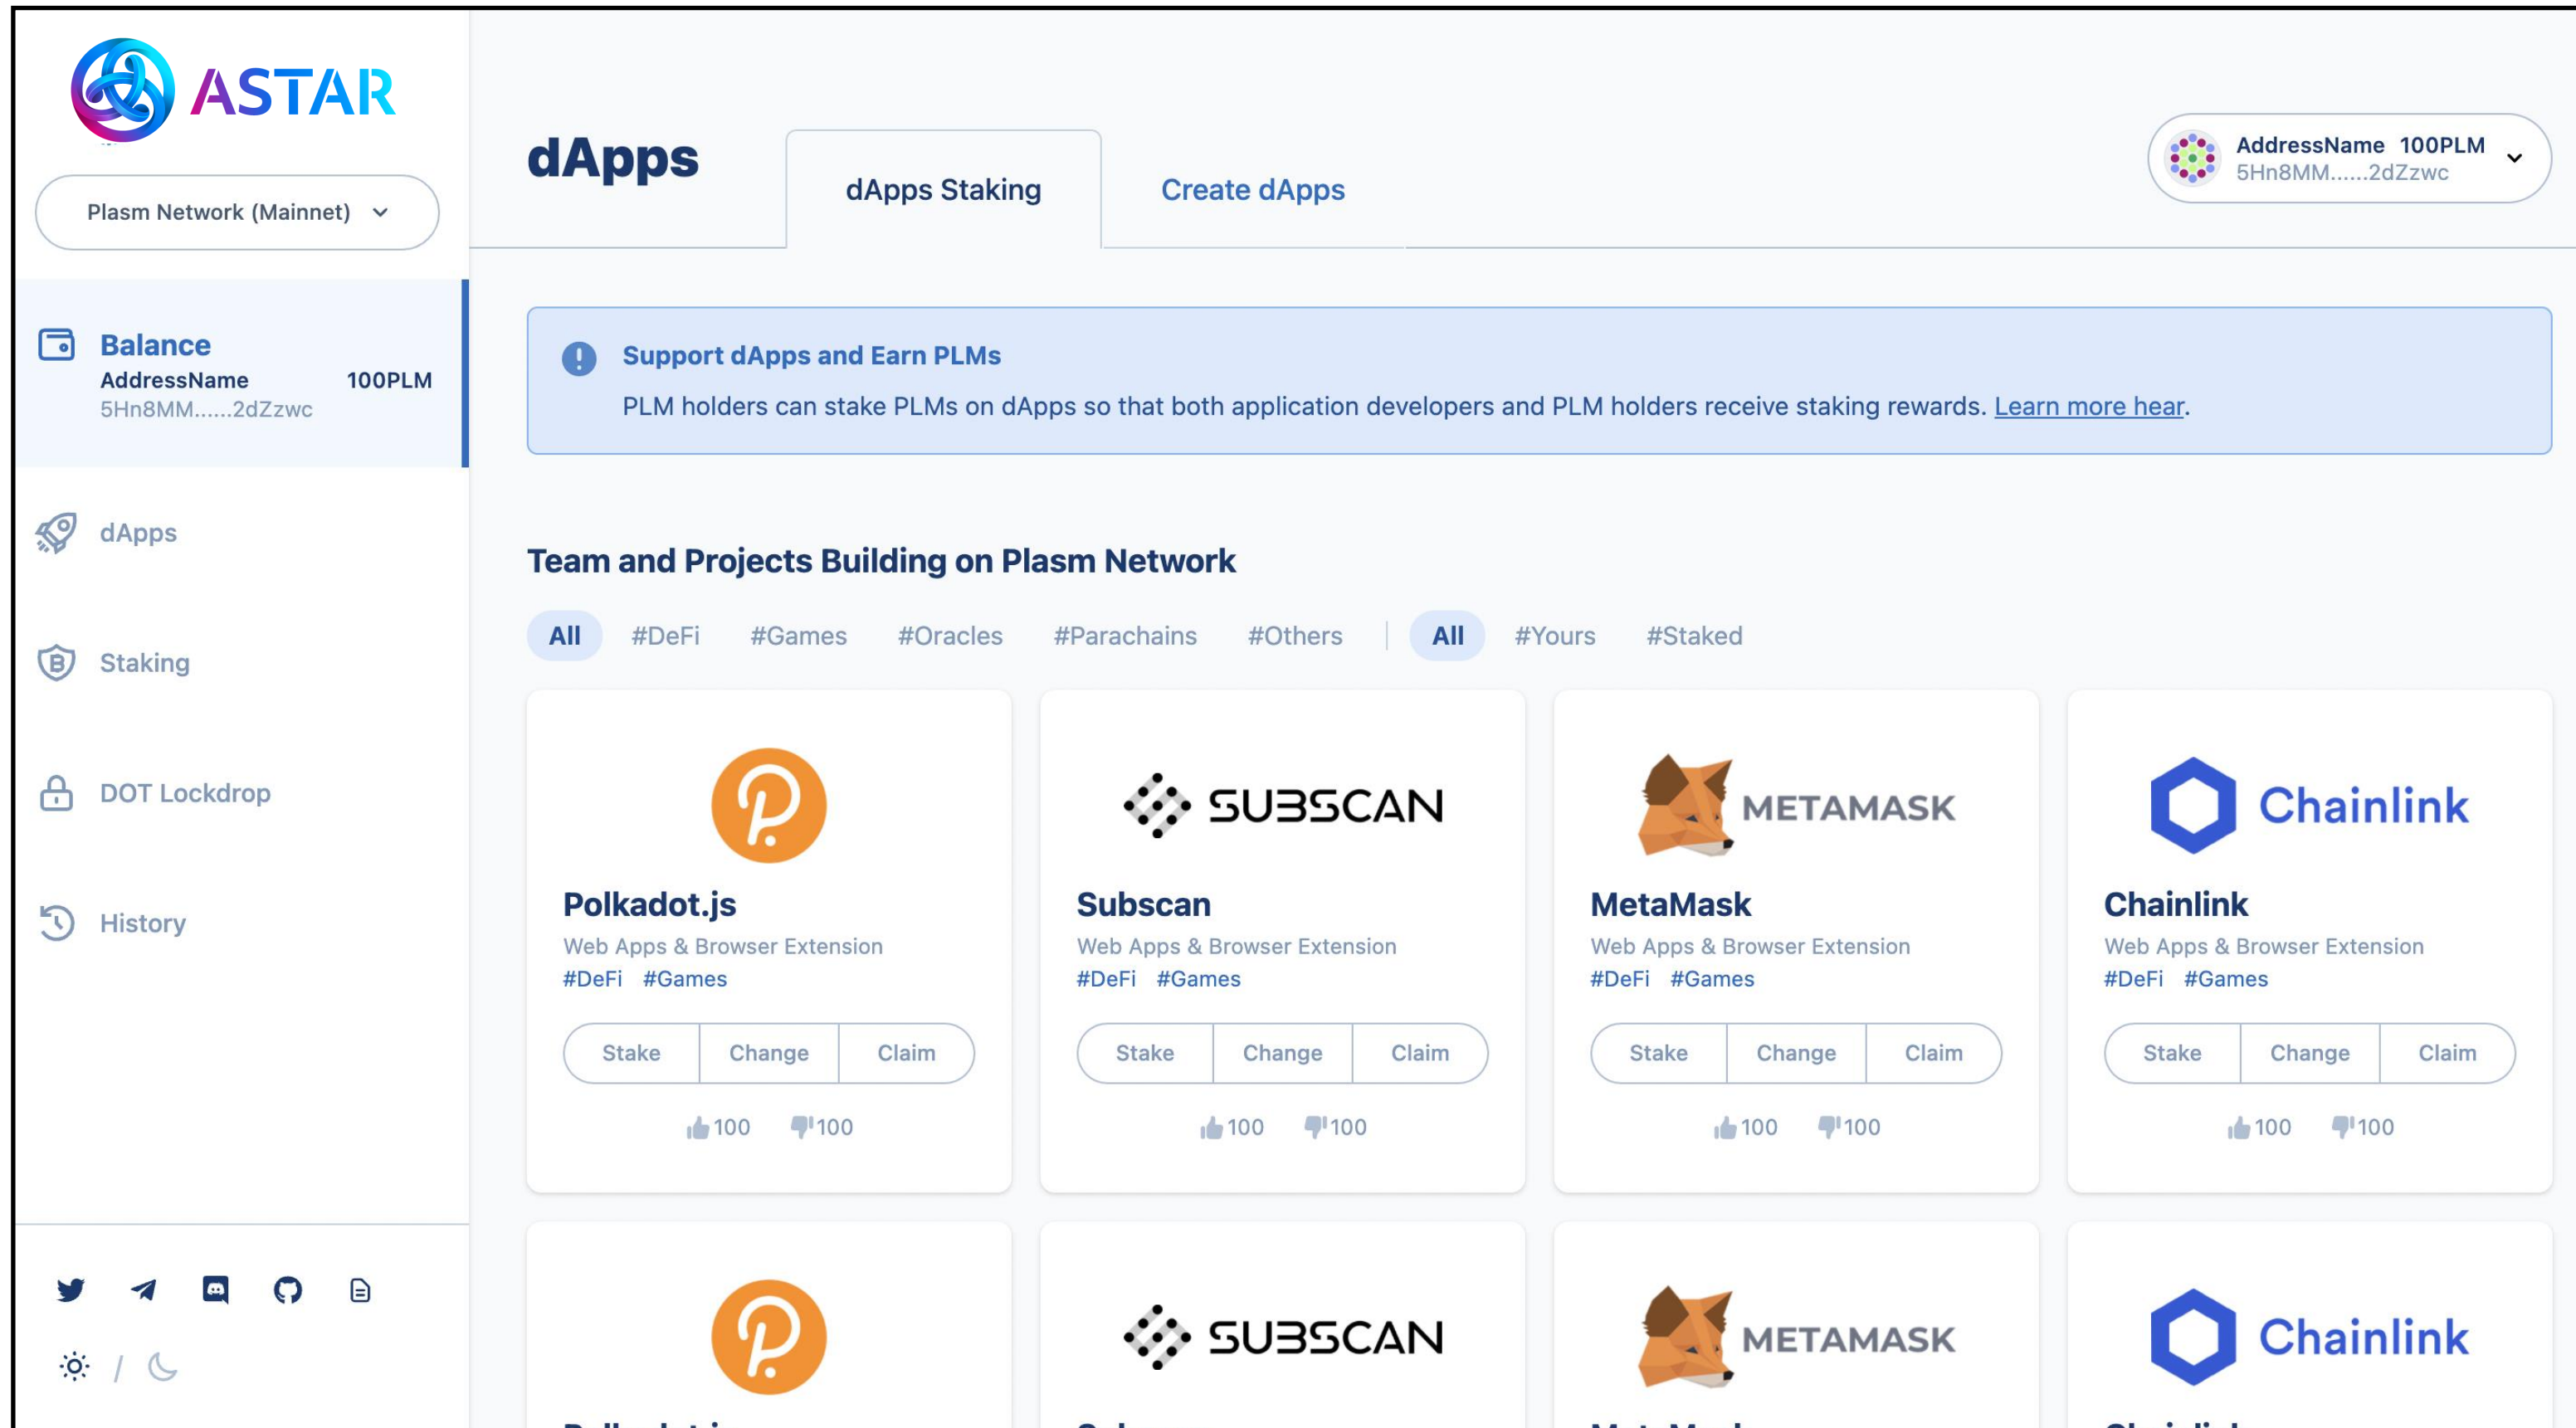 ASTAR
Plasm Network (Mainnet)
Balance
AddressName 100PLM
5Hn8MM......2dZzwc
dApps
Staking
DOT Lockdrop
History
dApps
dApps Staking
Create dApps
AddressName 100PLM
5Hn8MM......2dZzwc
Support dApps and Earn PLMs
PLM holders can stake PLMs on dApps so that both application developers and PLM holders receive staking rewards. Learn more hear.
Team and Projects Building on Plasm Network
All #DeFi #Games #Oracles #Parachains #Others | All #Yours #Staked
Polkadot.js
Web Apps & Browser Extension
#DeFi #Games
Stake Change Claim
100 100
SUBSCAN
Subscan
Web Apps & Browser Extension
#DeFi #Games
Stake Change Claim
100 100
METAMASK
MetaMask
Web Apps & Browser Extension
#DeFi #Games
Stake Change Claim
100 100
Chainlink
Chainlink
Web Apps & Browser Extension
#DeFi #Games
Stake Change Claim
100 100
SUBSCAN
METAMASK
Chainlink
/